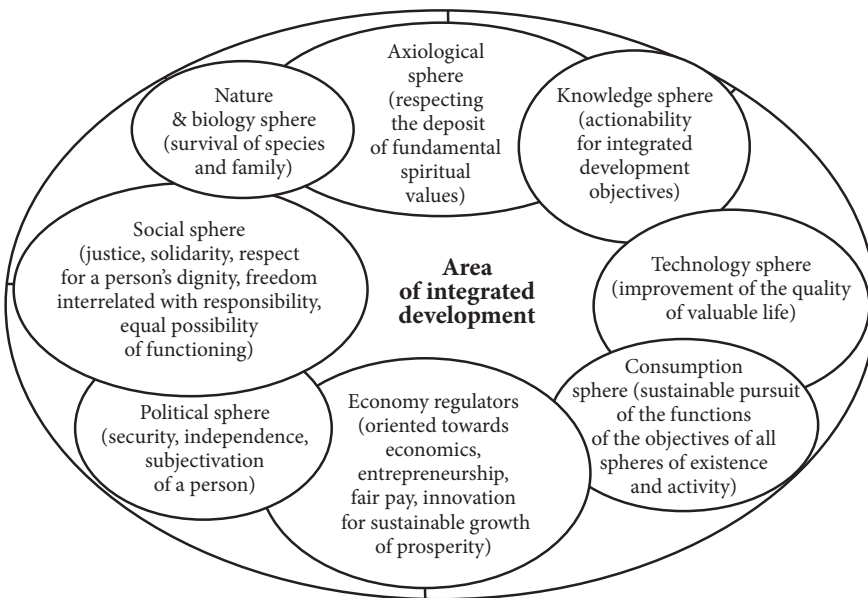 Axiological
sphere
(respecting
the deposit
of fundamental
spiritual
values)
Nature
& biology sphere
(survival of species
and family)
Knowledge sphere
(actionability
for integrated
development
objectives)
Social sphere
(justice, solidarity, respect
for a person's dignity, freedom
interrelated with responsibility,
equal possibility
of functioning)
Area
of integrated
development
Technology sphere
(improvement of the quality
of valuable life)
Political sphere
(security, independence,
subjectivation
of a person)
Economy regulators
(oriented towards
economics,
entrepreneurship,
fair pay, innovation
for sustainable growth
of prosperity)
Consumption
sphere (sustainable pursuit
of the functions
of the objectives of all
spheres of existence
and activity)